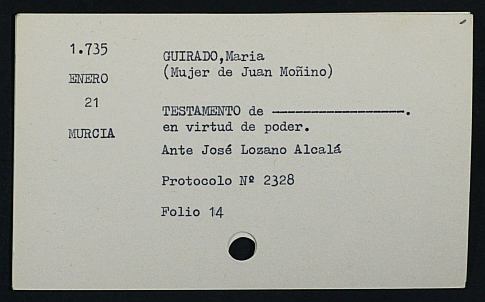 1.735
ENERO
21
MURCIA
GUIRADO,Maria
(Mujer de Juan Moñino)
TESTAMENTO de -----------------.
en virtud de poder.
Ante José Lozano Alcalá
Protocolo Nº 2328
Folio 14